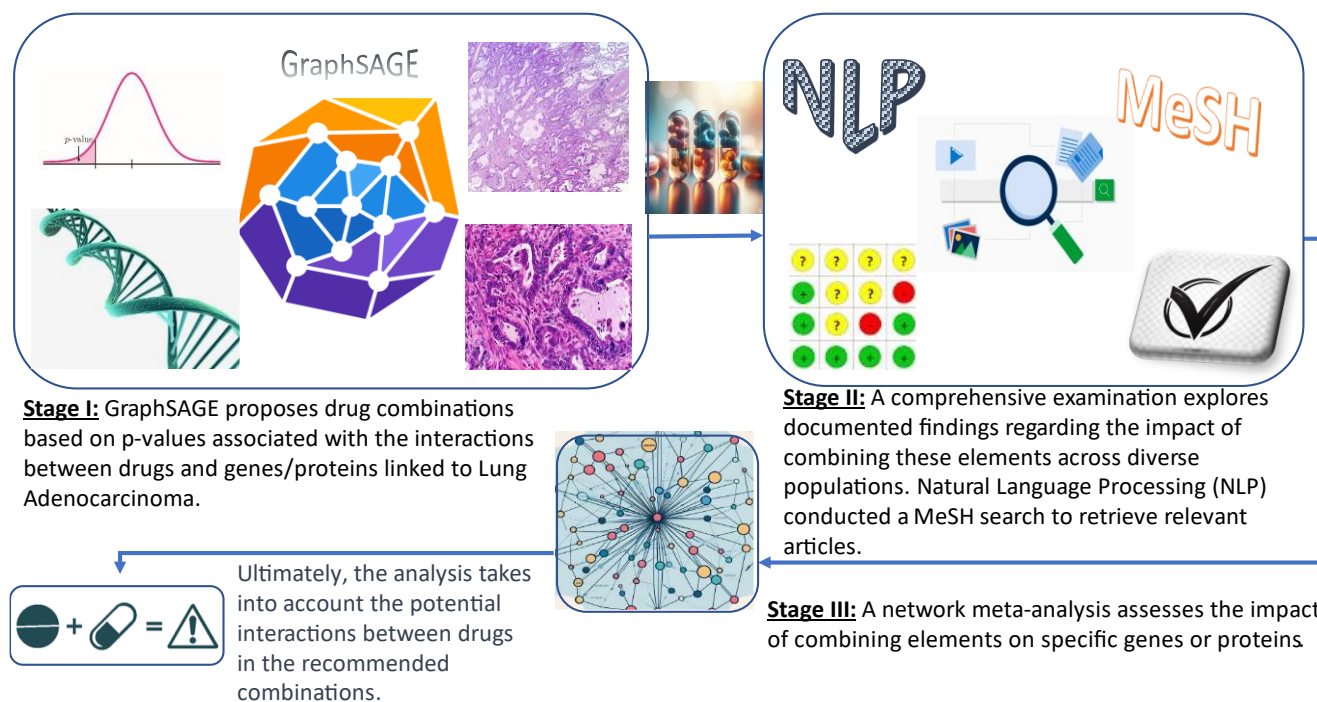 GraphSAGE
p-value
NLP
MeSH
? ? ? ?
+ ? ? -
+ ? - +
+ + + +
Stage I: GraphSAGE proposes drug combinations
based on p-values associated with the interactions
between drugs and genes/proteins linked to Lung
Adenocarcinoma.
Stage II: A comprehensive examination explores
documented findings regarding the impact of
combining these elements across diverse
populations. Natural Language Processing (NLP)
conducted a MeSH search to retrieve relevant
articles.
Stage III: A network meta-analysis assesses the impact
of combining elements on specific genes or proteins.
Ultimately, the analysis takes
into account the potential
interactions between drugs
in the recommended
combinations.
+ = !